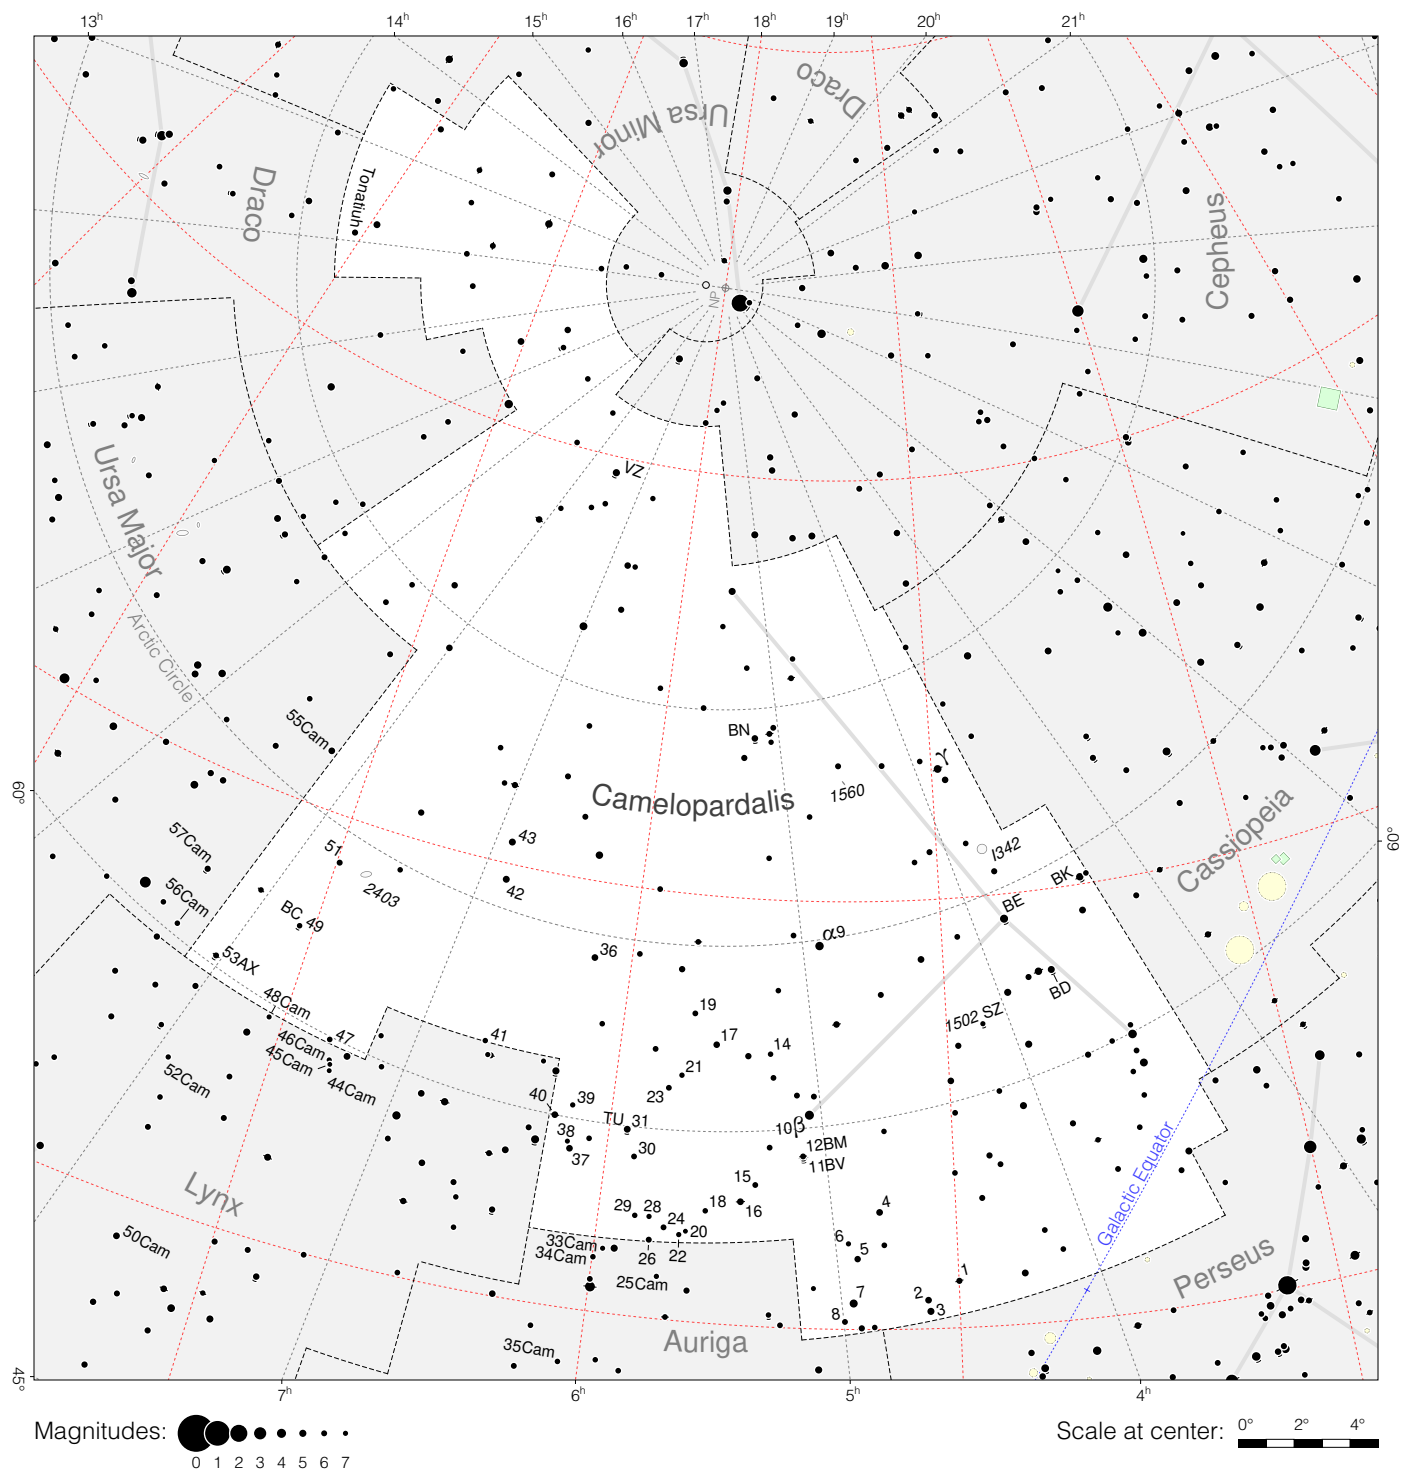 13h 14h 15h 16h 17h 18h 19h 20h 21h
Draco
Ursa Minor
Draco
Tonatiuh
Cepheus
NP
Ursa Major
VZ
Arctic Circle
55Cam
BN
γ
60°
Camelopardalis
1560
Cassiopeia
60°
57Cam
51
43
I342
56Cam
2403
42
BK
BC 49
BE
α9
53AX
36
BD
48Cam
19
1502 SZ
47
41
17
14
46Cam
45Cam
44Cam
21
52Cam
23
40
39
TU 31
10β
38
12BM
37
30
11BV
Galactic Equator
Lynx
15
29 28
18
16
4
24
20
50Cam
33Cam
34Cam
26
22
6
5
Perseus
25Cam
1
7
2
3
8
35Cam
Auriga
45°
7h 6h 5h 4h
Magnitudes:
0 1 2 3 4 5 6 7
Scale at center:
0° 2° 4°